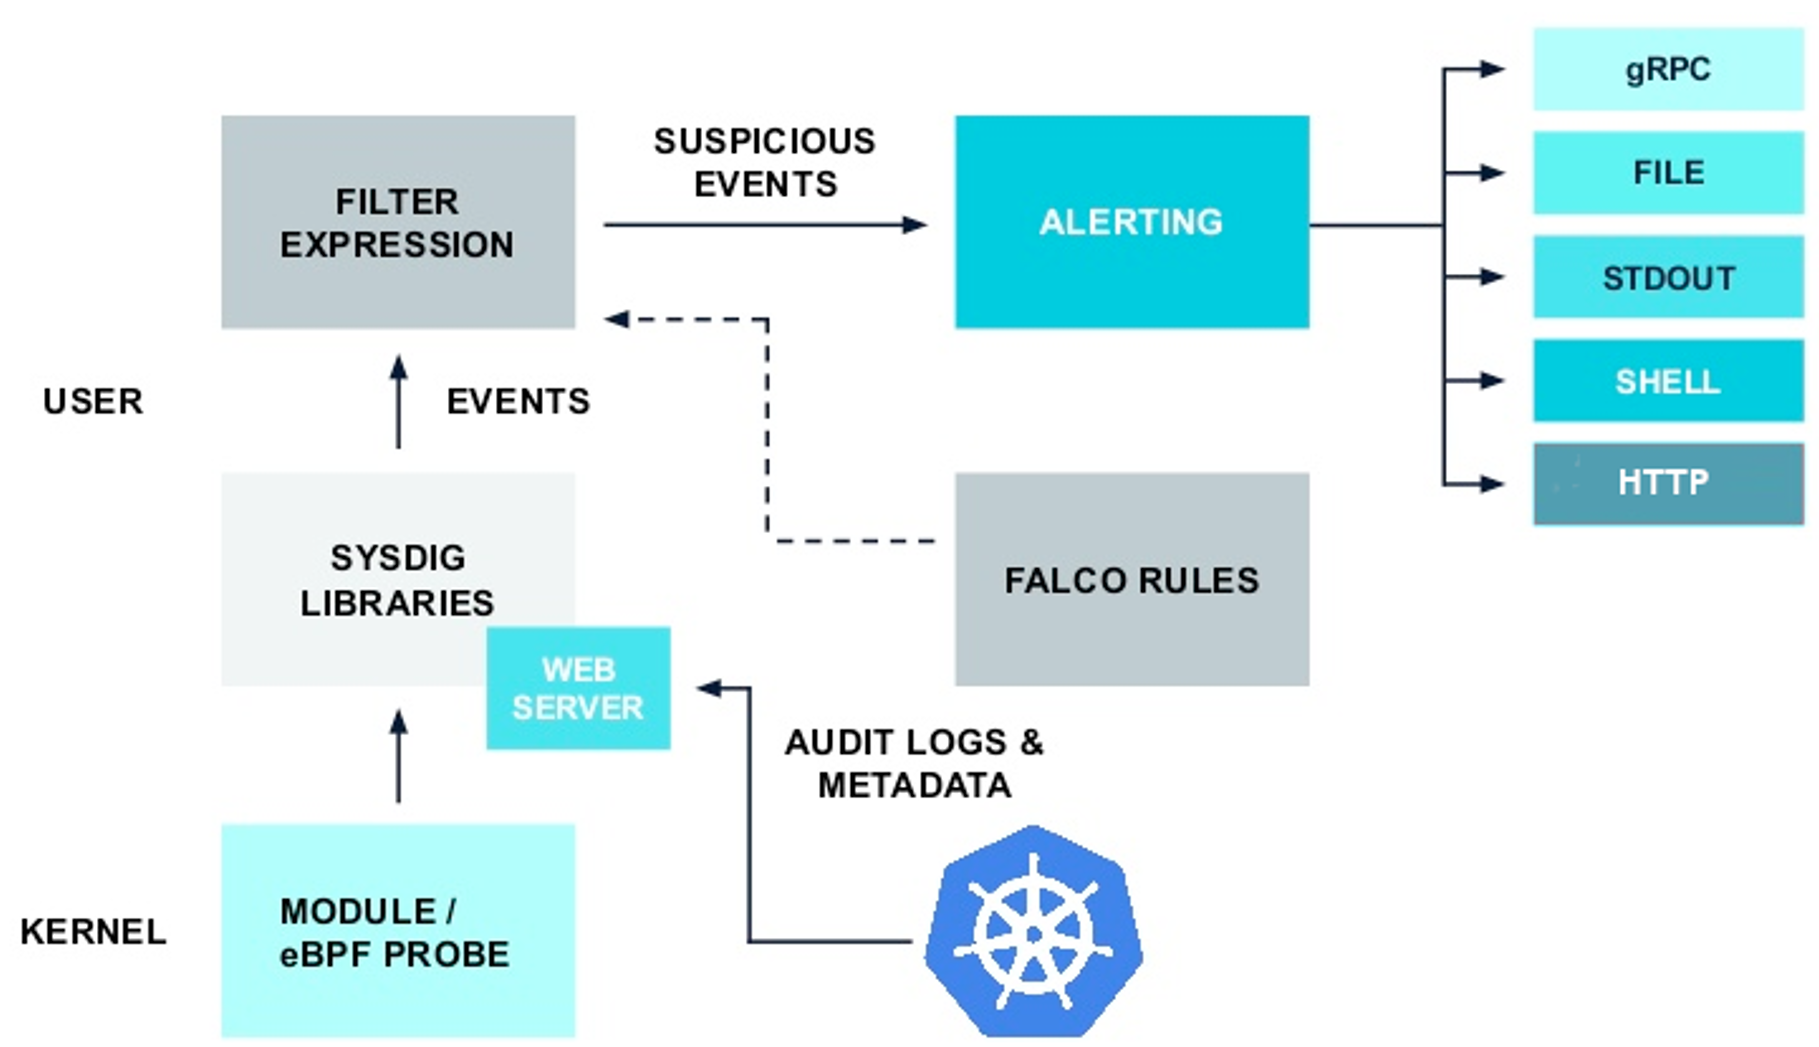 gRPC
FILE
STDOUT
SHELL
HTTP
FILTER
EXPRESSION
SUSPICIOUS
EVENTS
ALERTING
USER
EVENTS
SYSDIG
LIBRARIES
WEB
SERVER
FALCO RULES
AUDIT LOGS &
METADATA
KERNEL
MODULE /
eBPF PROBE